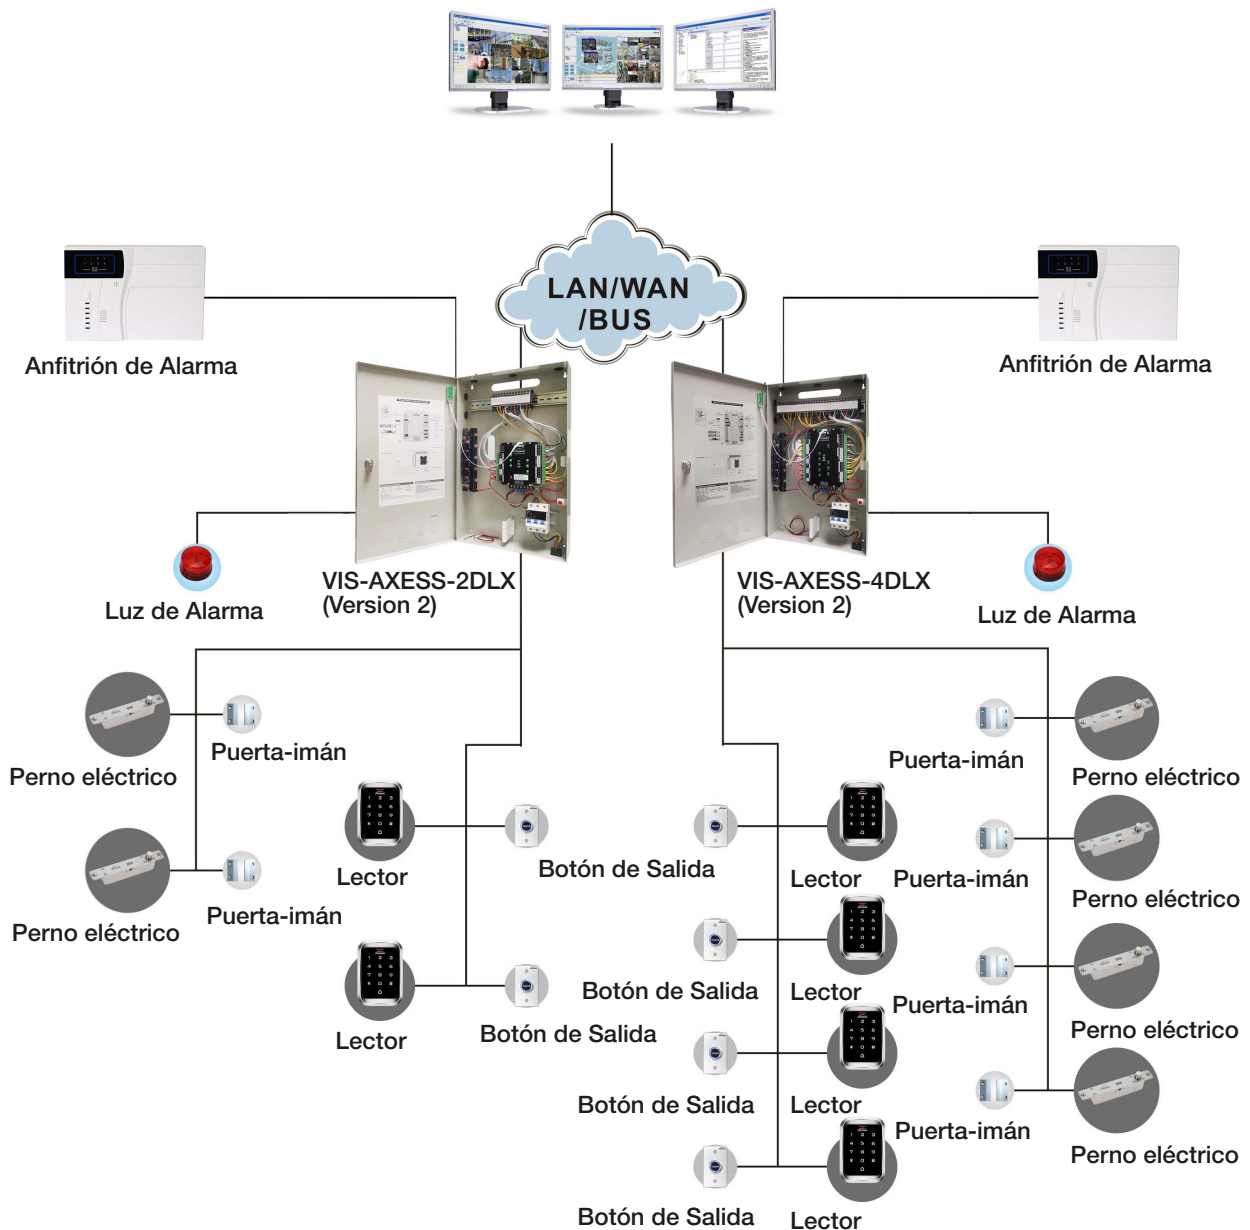 LAN/WAN
/BUS
Anfitrión de Alarma
Anfitrión de Alarma
VIS-AXESS-2DLX
(Version 2)
VIS-AXESS-4DLX
(Version 2)
Luz de Alarma
Luz de Alarma
Puerta-imán
Perno eléctrico
Puerta-imán
Perno eléctrico
Lector
Botón de Salida
Lector
Puerta-imán
Perno eléctrico
Puerta-imán
Perno eléctrico
Lector
Botón de Salida
Botón de Salida
Lector
Puerta-imán
Perno eléctrico
Botón de Salida
Lector
Puerta-imán
Perno eléctrico
Botón de Salida
Lector